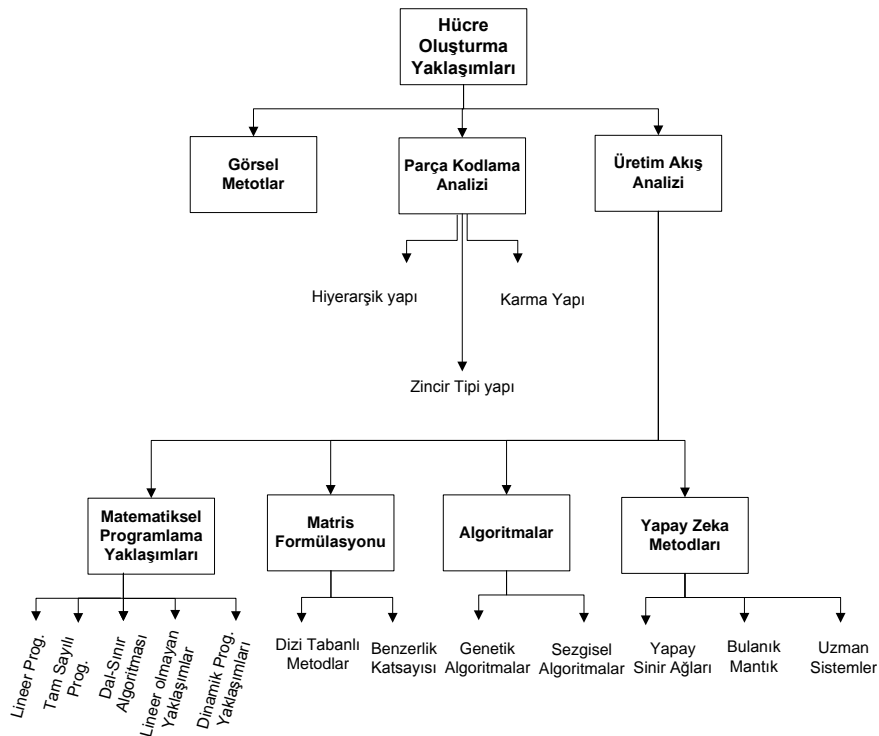 Hücre
Oluşturma
Yaklaşımları
Görsel
Metotlar
Parça Kodlama
Analizi
Üretim Akış
Analizi
Hiyerarşik yapı
Karma Yapı
Zincir Tipi yapı
Matematiksel
Programlama
Yaklaşımları
Matris
Formülasyonu
Algoritmalar
Yapay Zeka
Metodları
Lineer Prog.
Tam Sayılı
Prog.
Dal-Sınır
Algoritması
Lineer olmayan
Yaklaşımlar
Dinamik Prog.
Yaklaşımları
Dizi Tabanlı
Metodlar
Benzerlik
Katsayısı
Genetik
Algoritmalar
Sezgisel
Algoritmalar
Yapay
Sinir Ağları
Bulanık
Mantık
Uzman
Sistemler